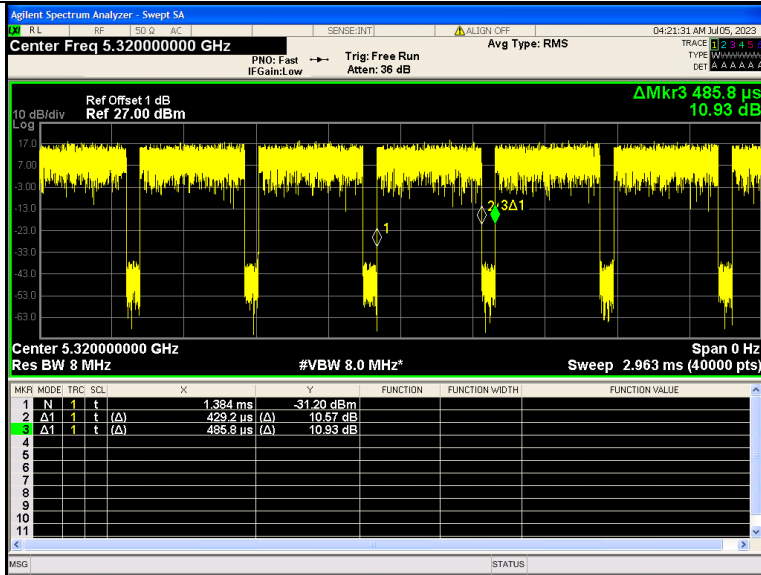 Agilent Spectrum Analyzer - Swept SA
LXI RL RF 50 Ω AC SENSE:INT ALIGN OFF 04:21:31 AM Jul 05, 2023
Center Freq 5.320000000 GHz
Avg Type: RMS
TRACE 1 2 3 4 5 6
PNO: Fast Trig: Free Run
TYPE
IFGain:Low Atten: 36 dB
DET A A A A A A
ΔMkr3 485.8 µs
10.93 dB
Ref Offset 1 dB
10 dB/div Ref 27.00 dBm
Log
17.0
7.00
-3.00
-13.0
-23.0
-33.0
-43.0
-53.0
-63.0
1
2
3Δ1
Center 5.320000000 GHz Span 0 Hz
Res BW 8 MHz #VBW 8.0 MHz* Sweep 2.963 ms (40000 pts)
MKR MODE TRC SCL X Y FUNCTION FUNCTION WIDTH FUNCTION VALUE
1 N 1 t 1.384 ms -31.20 dBm
2 Δ1 1 t (Δ) 429.2 µs (Δ) 10.57 dB
3 Δ1 1 t (Δ) 485.8 µs (Δ) 10.93 dB
4
5
6
7
8
9
10
11
MSG STATUS